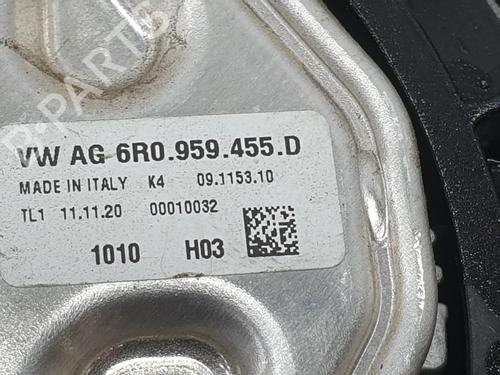 B-PARTS
VW AG 6R0.959.455.D
MADE IN ITALY K4 09.1153.10
TL1 11.11.20 00010032
1010 H03